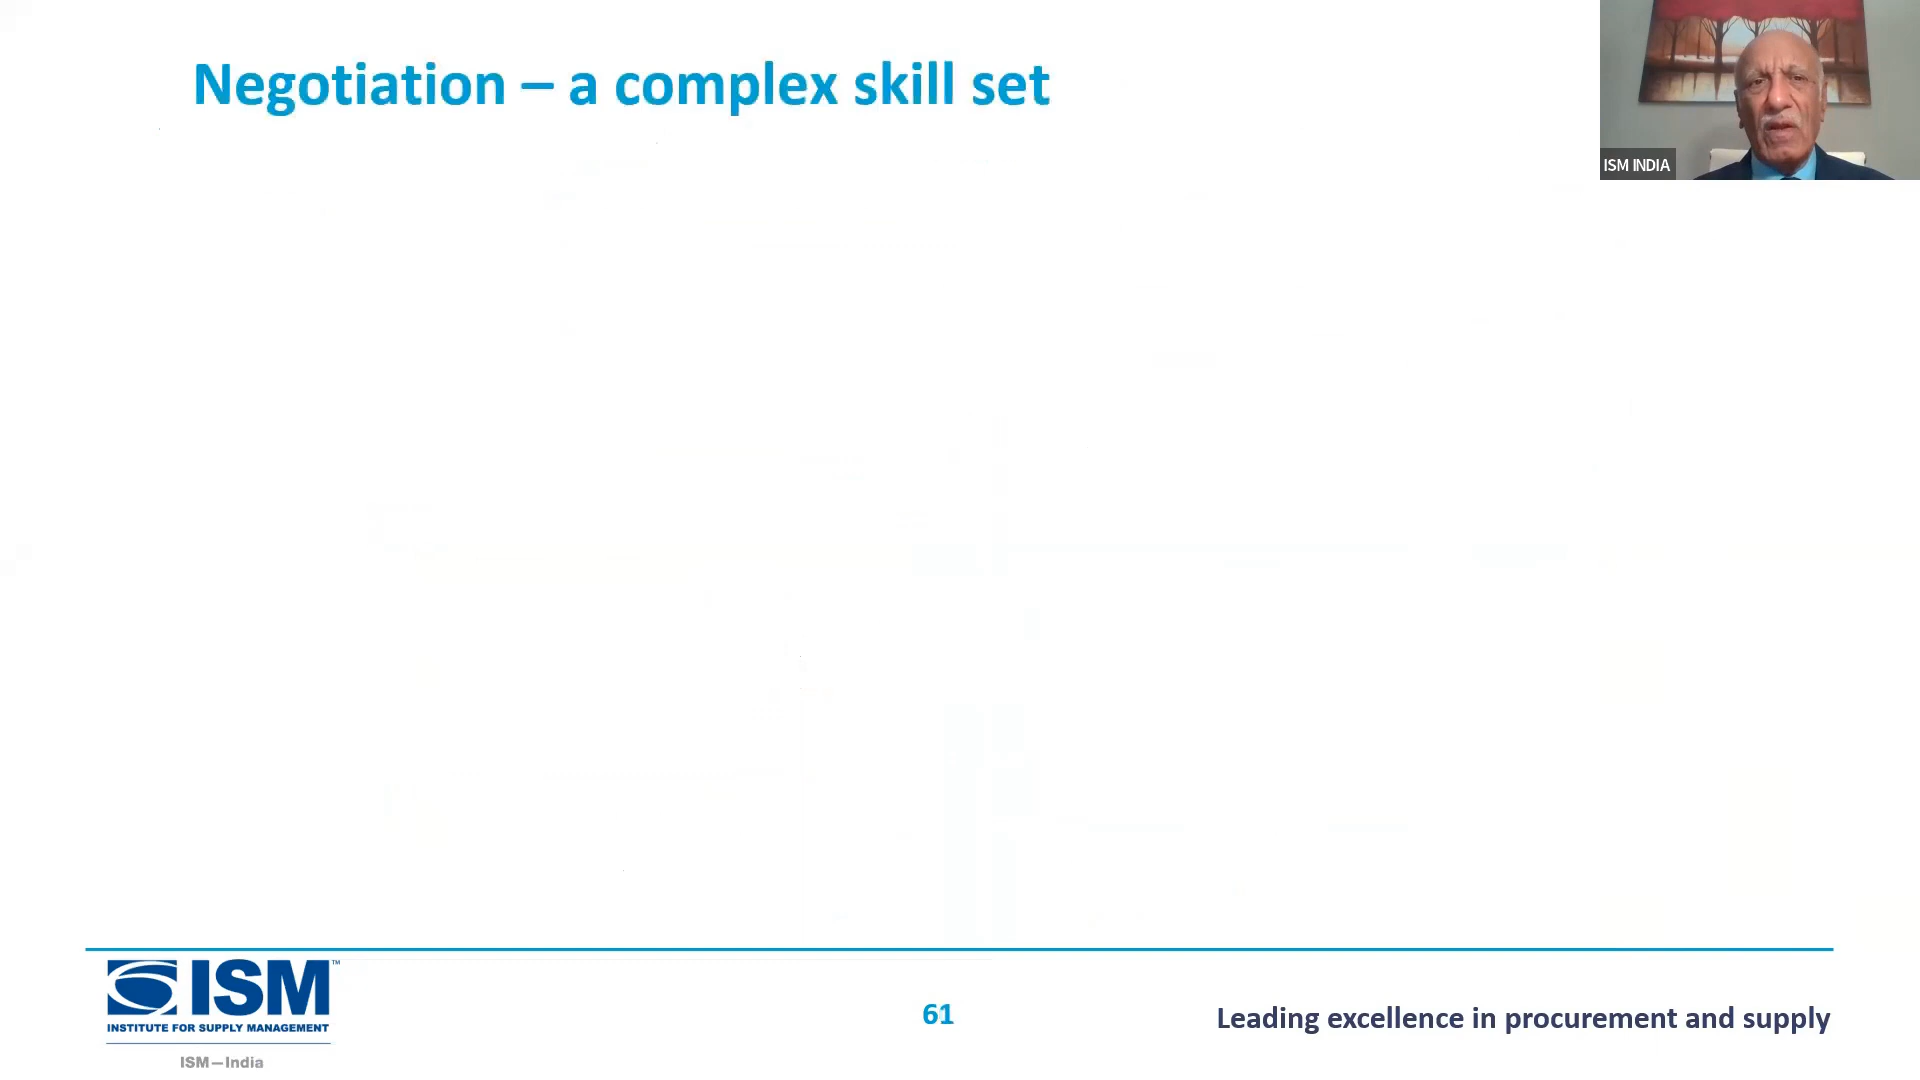 Negotiation – a complex skill set
ISM INDIA
ISM™
INSTITUTE FOR SUPPLY MANAGEMENT
ISM—India
61
Leading excellence in procurement and supply